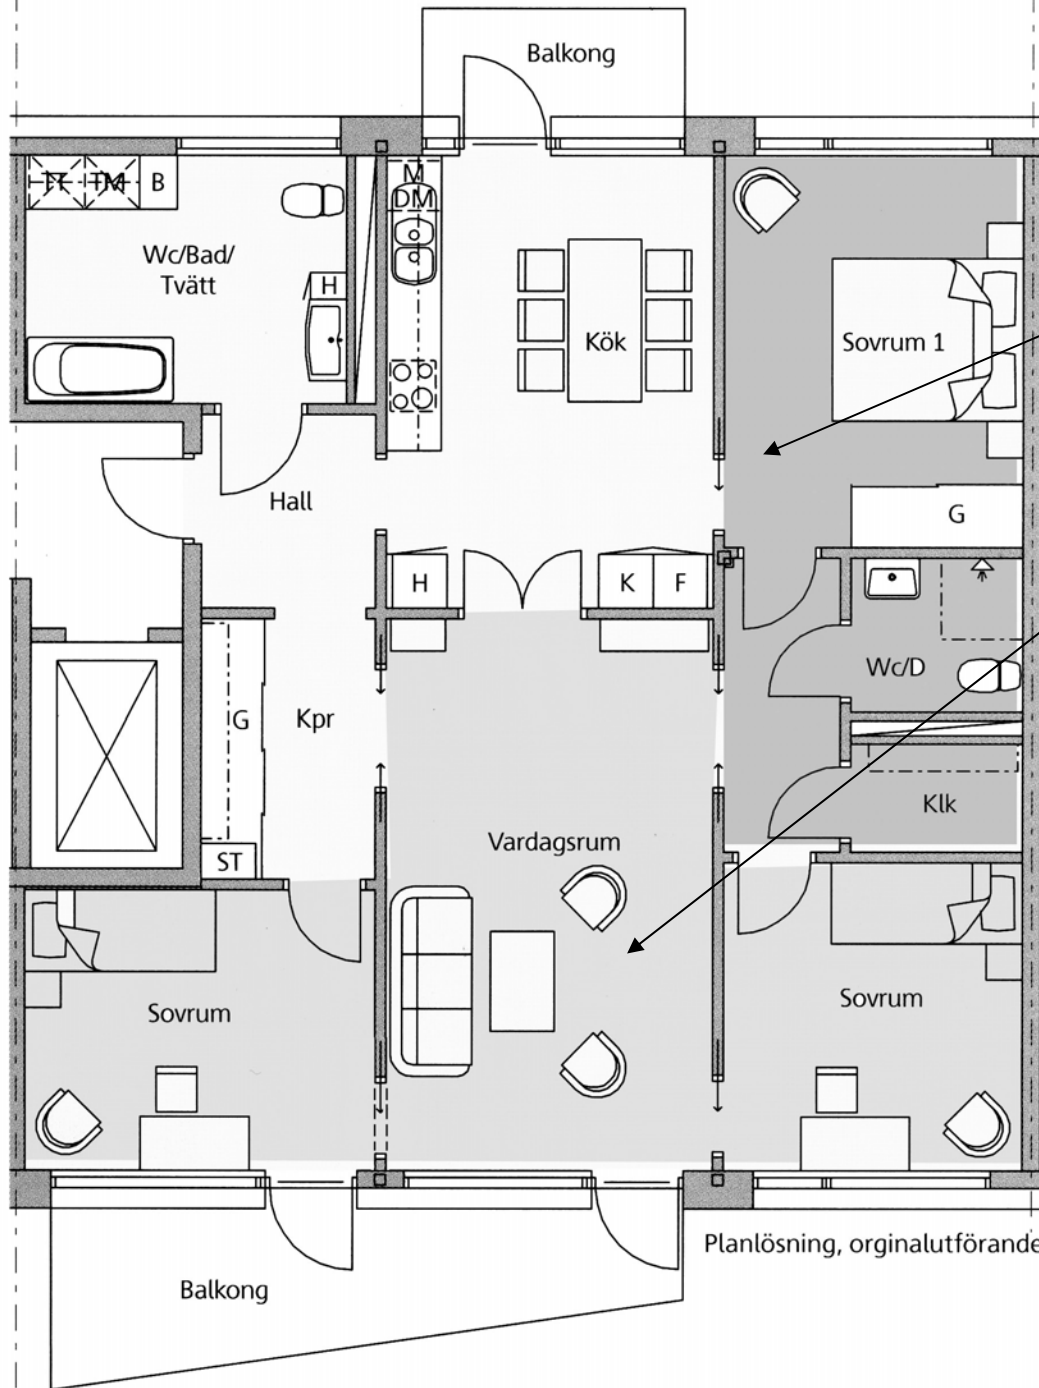 Balkong
M
DM
TT TM B
Wc/Bad/
Tvätt
H
Kök
Sovrum 1
Hall
G
H
K F
Wc/D
G
Kpr
Klk
Vardagsrum
ST
Sovrum
Sovrum
Planlösning, orginalutförande
Balkong